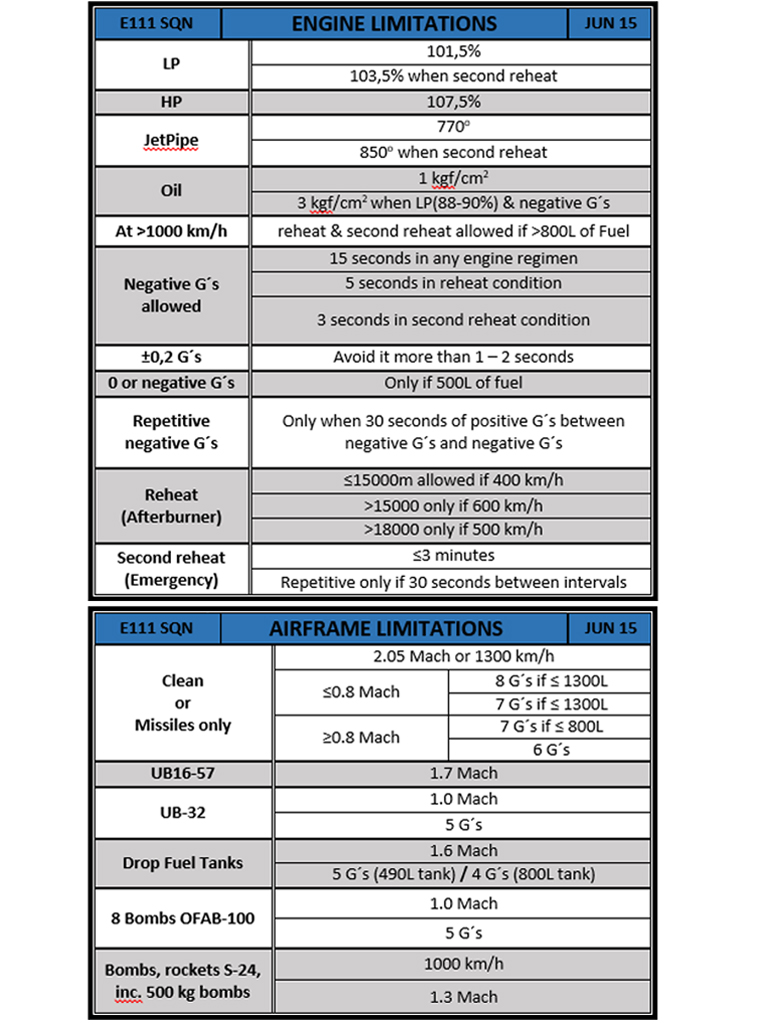 E111 SQN ENGINE LIMITATIONS JUN 15
LP
101,5%
103,5% when second reheat
HP 107,5%
JetPipe
770º
850º when second reheat
Oil
1 kgf/cm²
3 kgf/cm² when LP(88-90%) & negative G´s
At >1000 km/h reheat & second reheat allowed if >800L of Fuel
Negative G´s
allowed
15 seconds in any engine regimen
5 seconds in reheat condition
3 seconds in second reheat condition
±0,2 G´s Avoid it more than 1 – 2 seconds
0 or negative G´s Only if 500L of fuel
Repetitive
negative G´s
Only when 30 seconds of positive G´s between
negative G´s and negative G´s
Reheat
(Afterburner)
≤15000m allowed if 400 km/h
>15000 only if 600 km/h
>18000 only if 500 km/h
Second reheat
(Emergency)
≤3 minutes
Repetitive only if 30 seconds between intervals
E111 SQN AIRFRAME LIMITATIONS JUN 15
Clean
or
Missiles only
2.05 Mach or 1300 km/h
≤0.8 Mach
8 G´s if ≤ 1300L
7 G´s if ≤ 1300L
≥0.8 Mach
7 G´s if ≤ 800L
6 G´s
UB16-57 1.7 Mach
UB-32
1.0 Mach
5 G´s
Drop Fuel Tanks
1.6 Mach
5 G´s (490L tank) / 4 G´s (800L tank)
8 Bombs OFAB-100
1.0 Mach
5 G´s
Bombs, rockets S-24,
inc. 500 kg bombs
1000 km/h
1.3 Mach